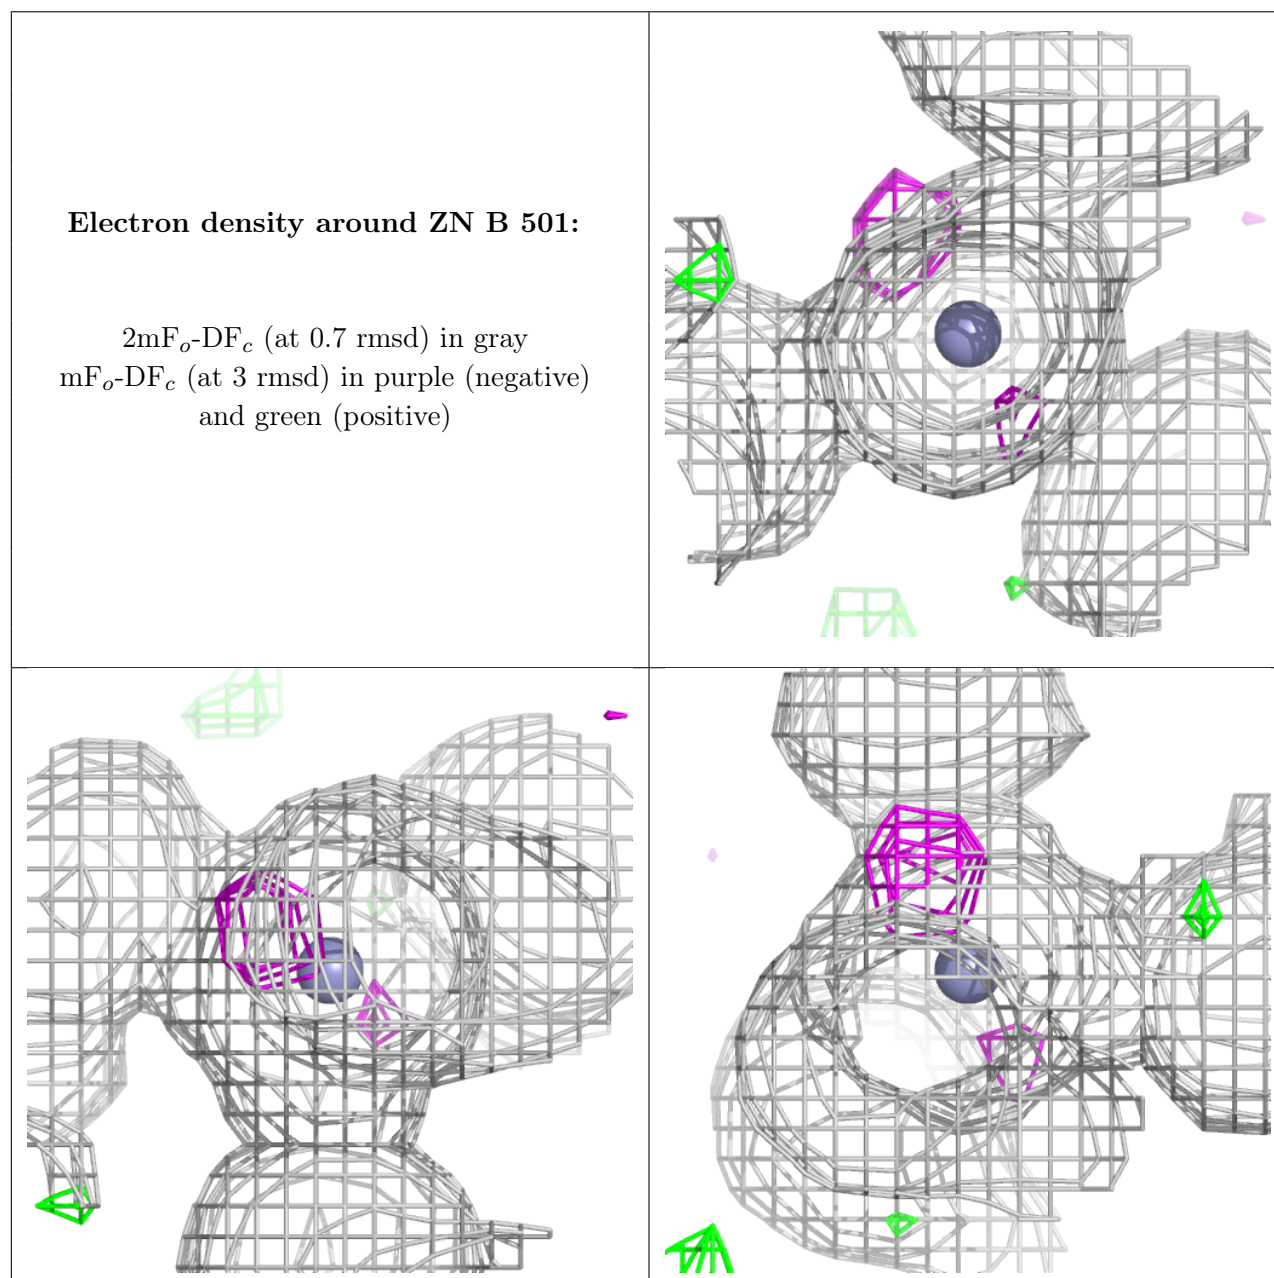 Electron density around ZN B 501:
2mFo-DFc (at 0.7 rmsd) in gray
mFo-DFc (at 3 rmsd) in purple (negative)
and green (positive)